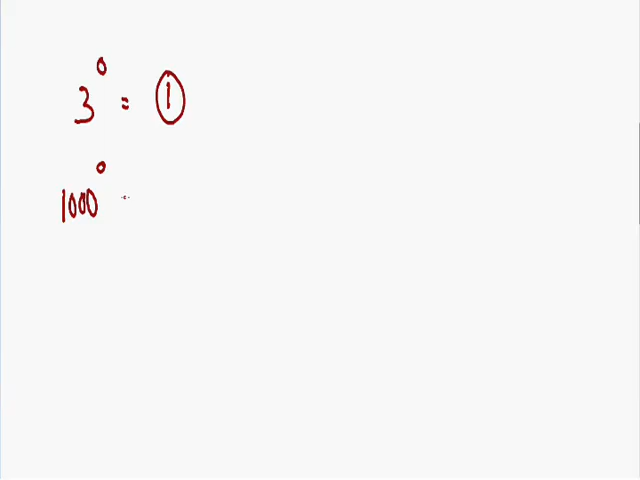 3⁰ = 1
1000⁰ =